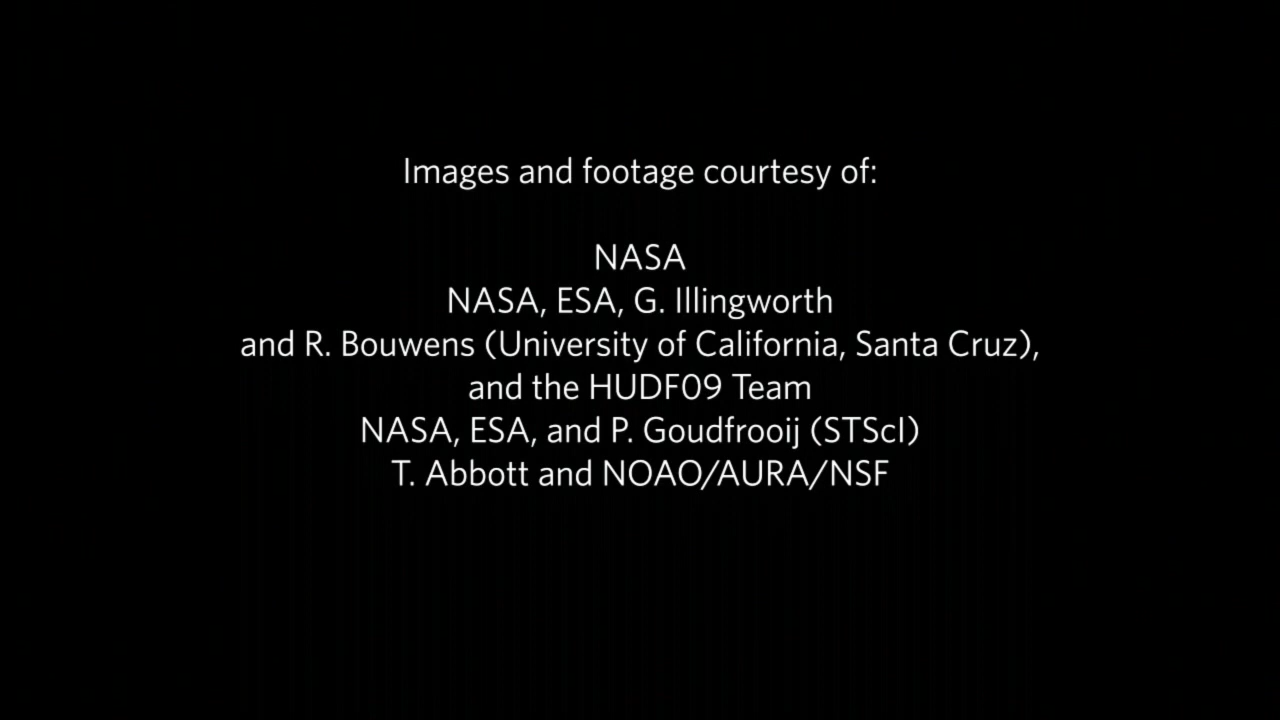 Images and footage courtesy of:
NASA
NASA, ESA, G. Illingworth
and R. Bouwens (University of California, Santa Cruz),
and the HUDF09 Team
NASA, ESA, and P. Goudfrooij (STScI)
T. Abbott and NOAO/AURA/NSF